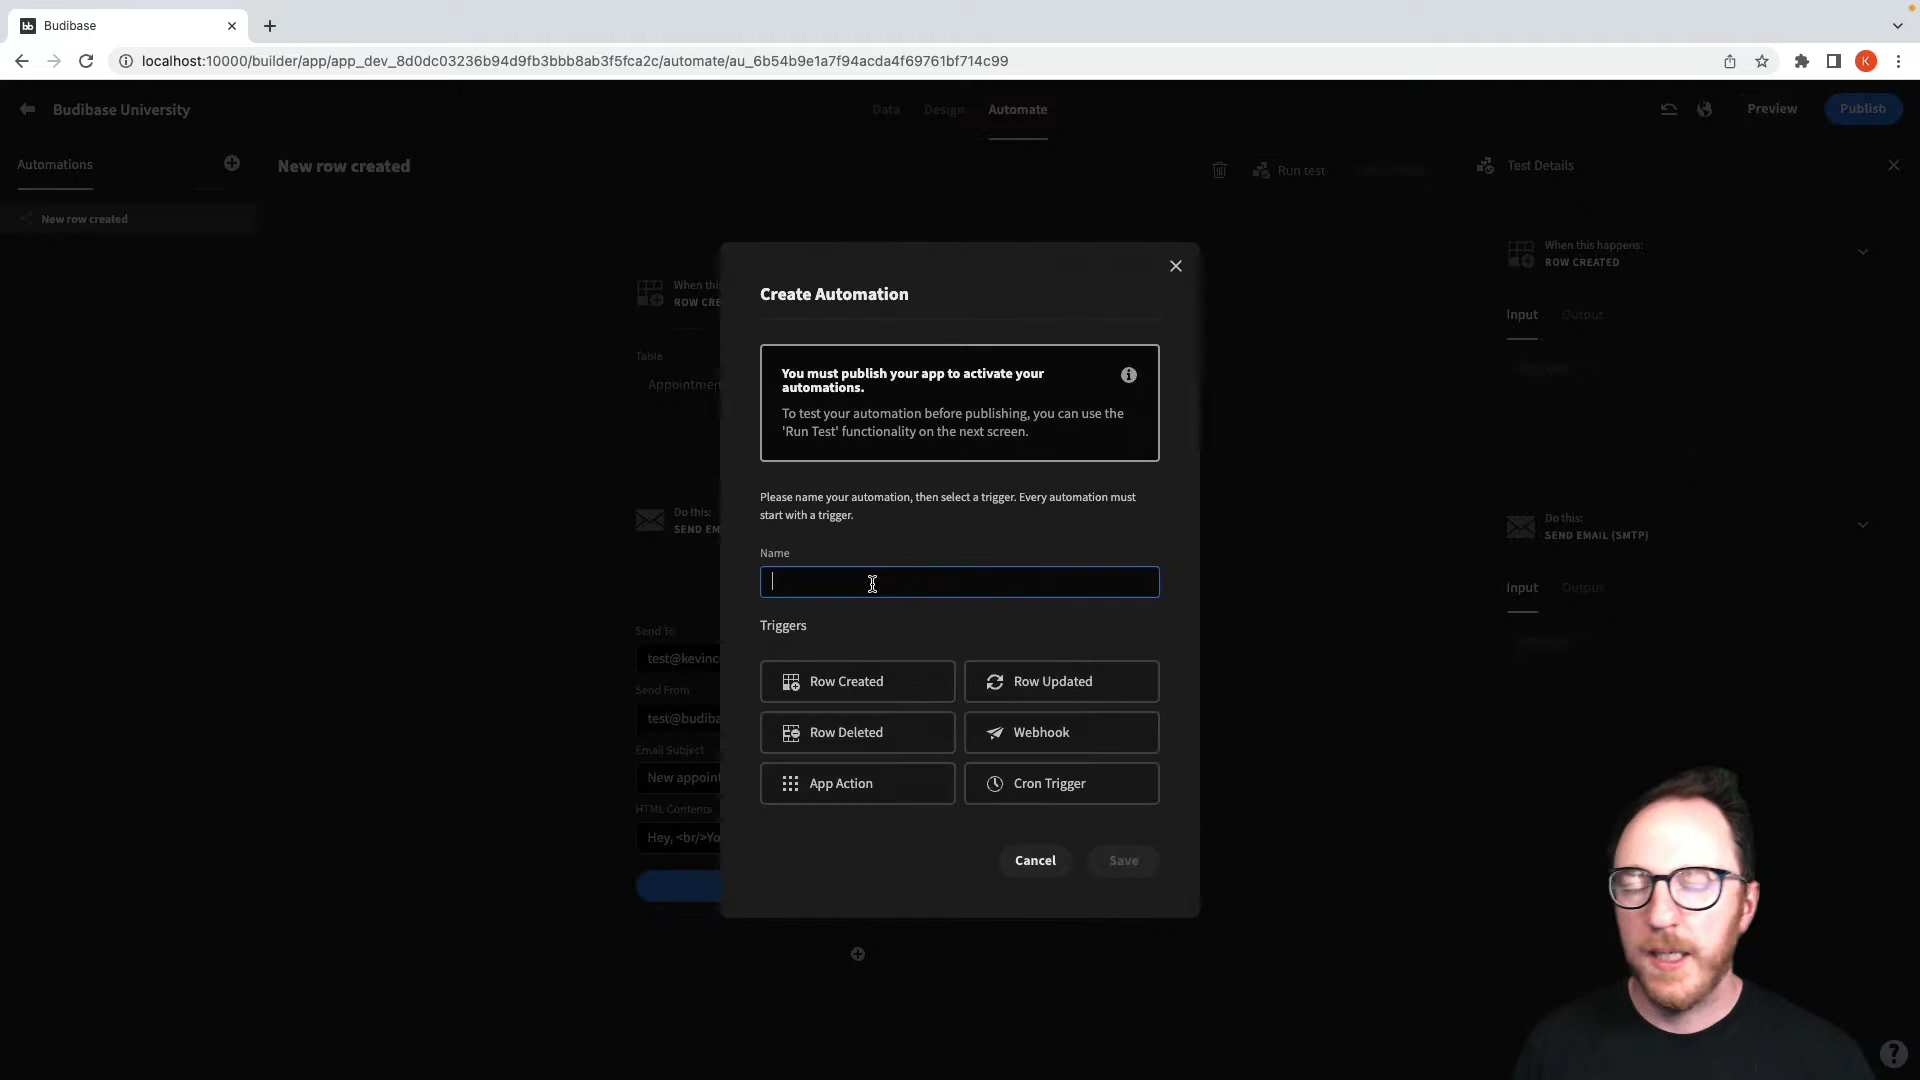 Budibase
localhost:10000/builder/app/app_dev_8d0dc03236b94d9fb3bbb8ab3f5fca2c/automate/au_6b54b9e1a7f94acda4f69761bf714c99
K
Budibase University
Data
Design
Automate
Preview
Publish
Automations
New row created
Run test
Test Details
New row created
When this
ROW CRE
Table
Appointmen
Do this:
SEND EM
Send To
test@kevinc
Send From
test@budiba
Email Subject
New appoint
HTML Contents
Hey, <br/>Yo
Create Automation
You must publish your app to activate your
automations.
To test your automation before publishing, you can use the
'Run Test' functionality on the next screen.
Please name your automation, then select a trigger. Every automation must
start with a trigger.
Name
Triggers
Row Created
Row Updated
Row Deleted
Webhook
App Action
Cron Trigger
Cancel
Save
When this happens:
ROW CREATED
Input
Output
Do this:
SEND EMAIL (SMTP)
Input
Output